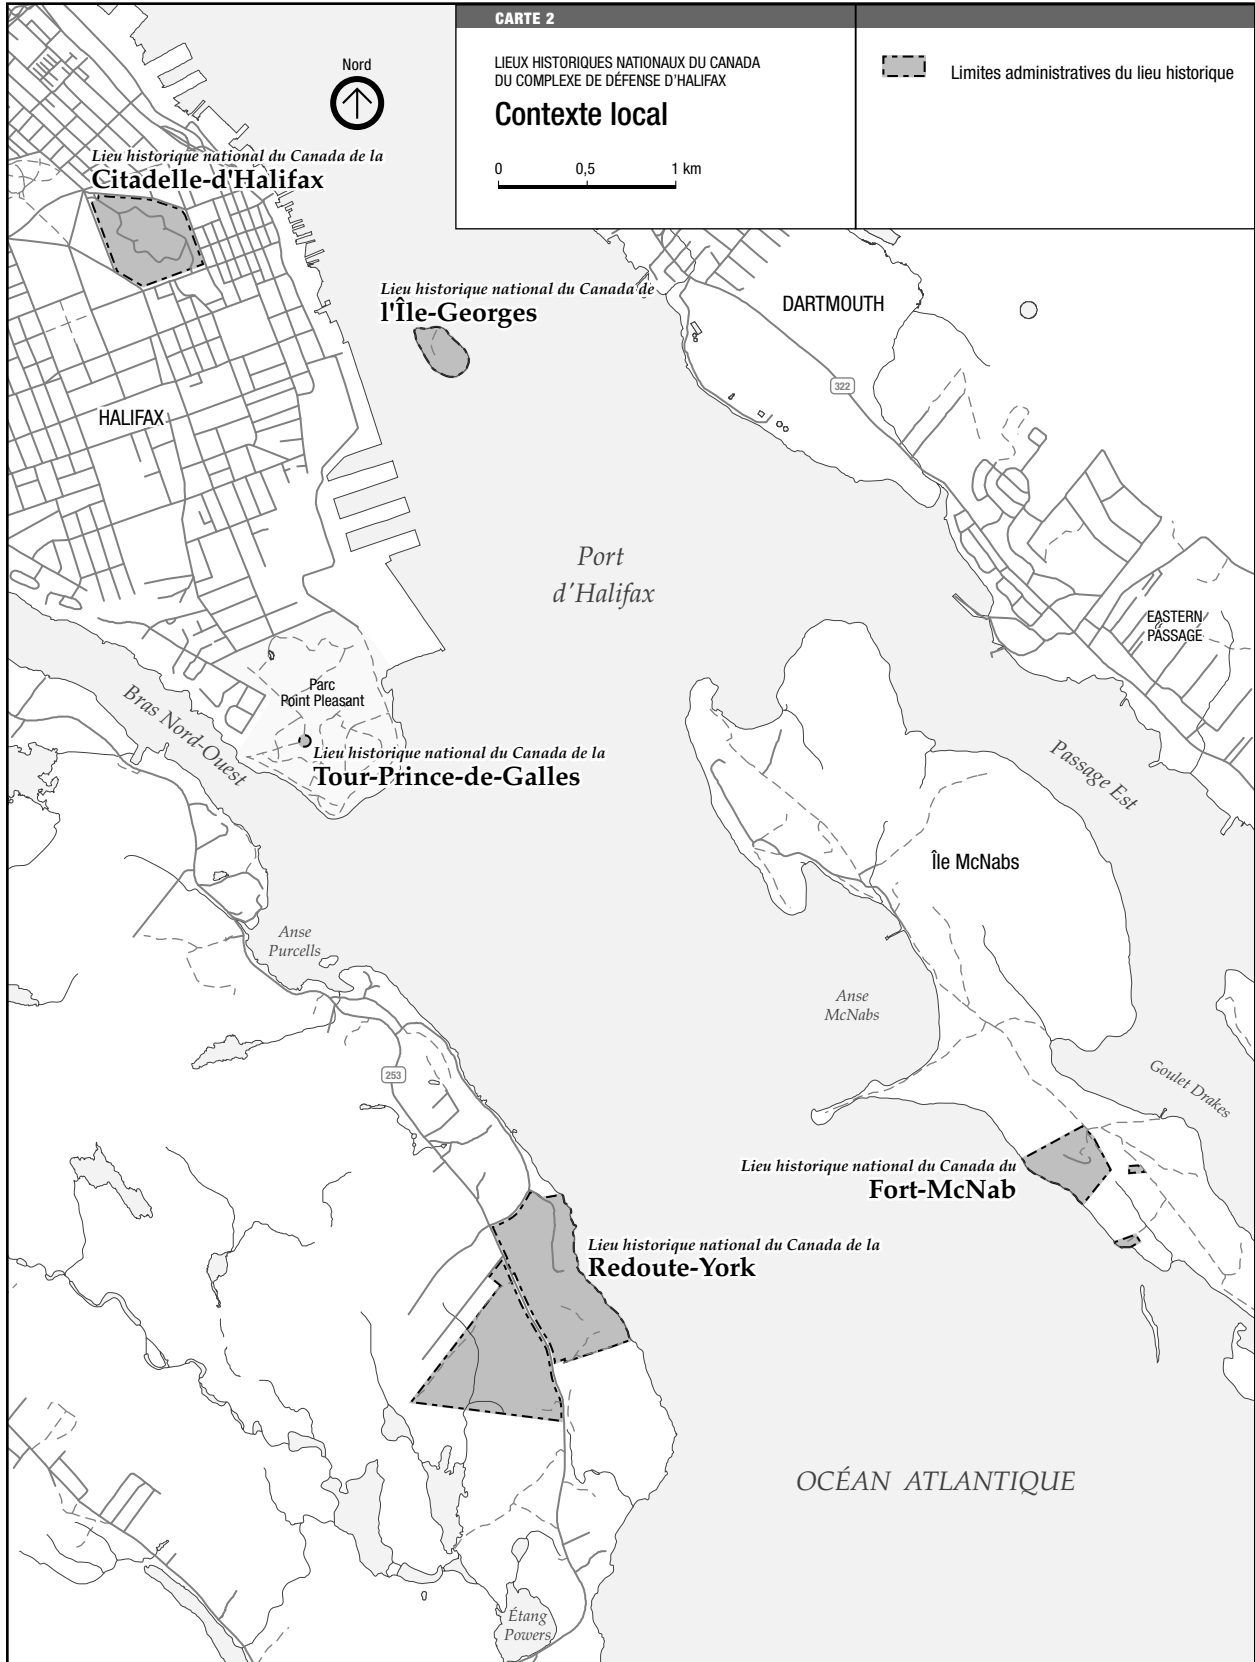 CARTE 2
LIEUX HISTORIQUES NATIONAUX DU CANADA
DU COMPLEXE DE DÉFENSE D'HALIFAX
Contexte local
0 0,5 1 km
Limites administratives du lieu historique
Nord
Lieu historique national du Canada de la
Citadelle-d'Halifax
Lieu historique national du Canada de
l'Île-Georges
DARTMOUTH
322
HALIFAX
Port
d'Halifax
EASTERN
PASSAGE
Parc
Point Pleasant
Bras Nord-Ouest
Lieu historique national du Canada de la
Tour-Prince-de-Galles
Passage Est
Île McNabs
Anse
Purcells
Anse
McNabs
253
Goulet Drakes
Lieu historique national du Canada du
Fort-McNab
Lieu historique national du Canada de la
Redoute-York
OCÉAN ATLANTIQUE
Étang
Powers